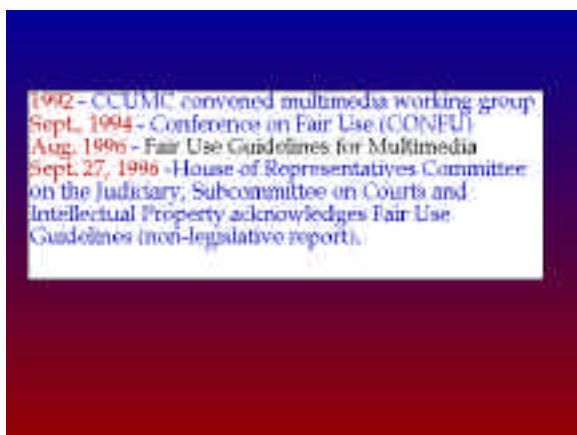 1992 - CCUMC convened multimedia working group
Sept., 1994 - Conference on Fair Use (CONFU)
Aug. 1996 - Fair Use Guidelines for Multimedia
Sept. 27, 1996 -House of Representatives Committee
on the Judiciary, Subcommittee on Courts and
Intellectual Property acknowledges Fair Use
Guidelines (non-legislative report).